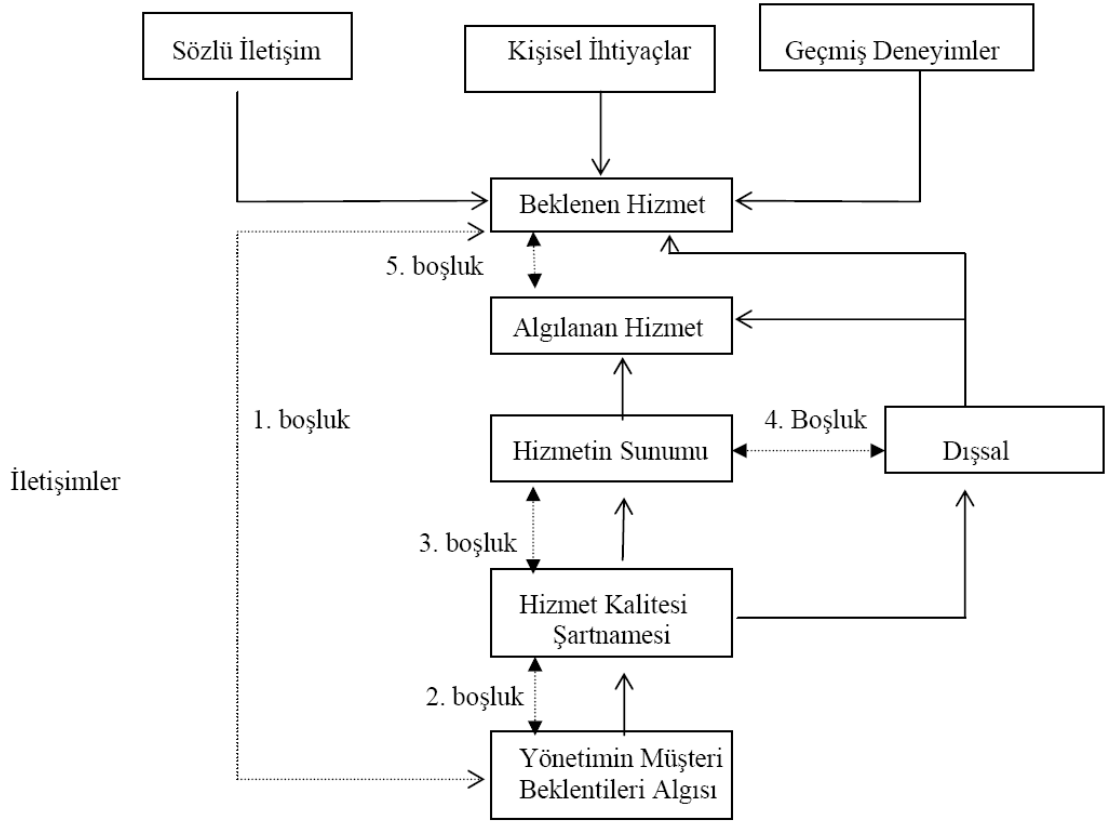 Sözlü İletişim
Kişisel İhtiyaçlar
Geçmiş Deneyimler
Beklenen Hizmet
5. boşluk
Algılanan Hizmet
1. boşluk
4. Boşluk
Hizmetin Sunumu
Dışsal
İletişimler
3. boşluk
Hizmet Kalitesi
Şartnamesi
2. boşluk
Yönetimin Müşteri
Beklentileri Algısı